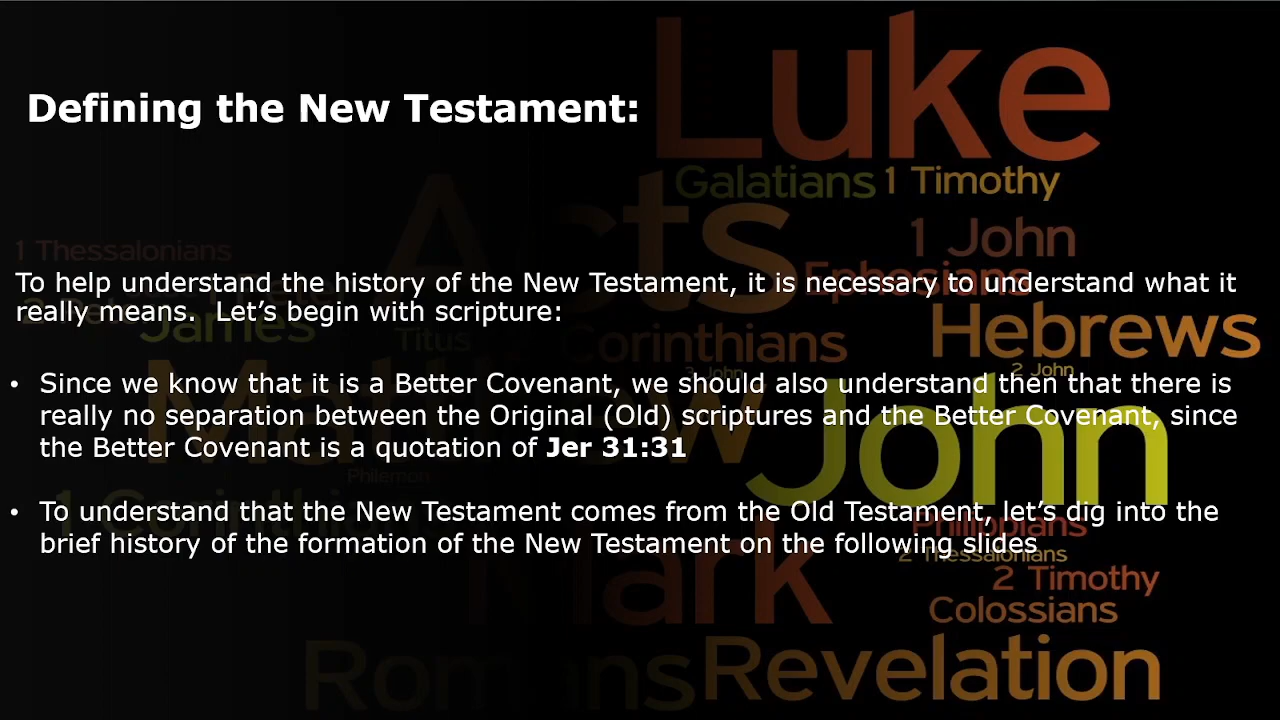 Defining the New Testament:
To help understand the history of the New Testament, it is necessary to understand what it
really means.  Let’s begin with scripture:
• Since we know that it is a Better Covenant, we should also understand then that there is
really no separation between the Original (Old) scriptures and the Better Covenant, since
the Better Covenant is a quotation of Jer 31:31
• To understand that the New Testament comes from the Old Testament, let’s dig into the
brief history of the formation of the New Testament on the following slides
Luke
Galatians 1 Timothy
Acts
1 John
1 Thessalonians
Ephesians
James
Titus
Corinthians
Hebrews
2 John
Matthew
John
Philemon
1 Corinthians
Philippians
2 Thessalonians
Mark
2 Timothy
Colossians
Romans
Revelation